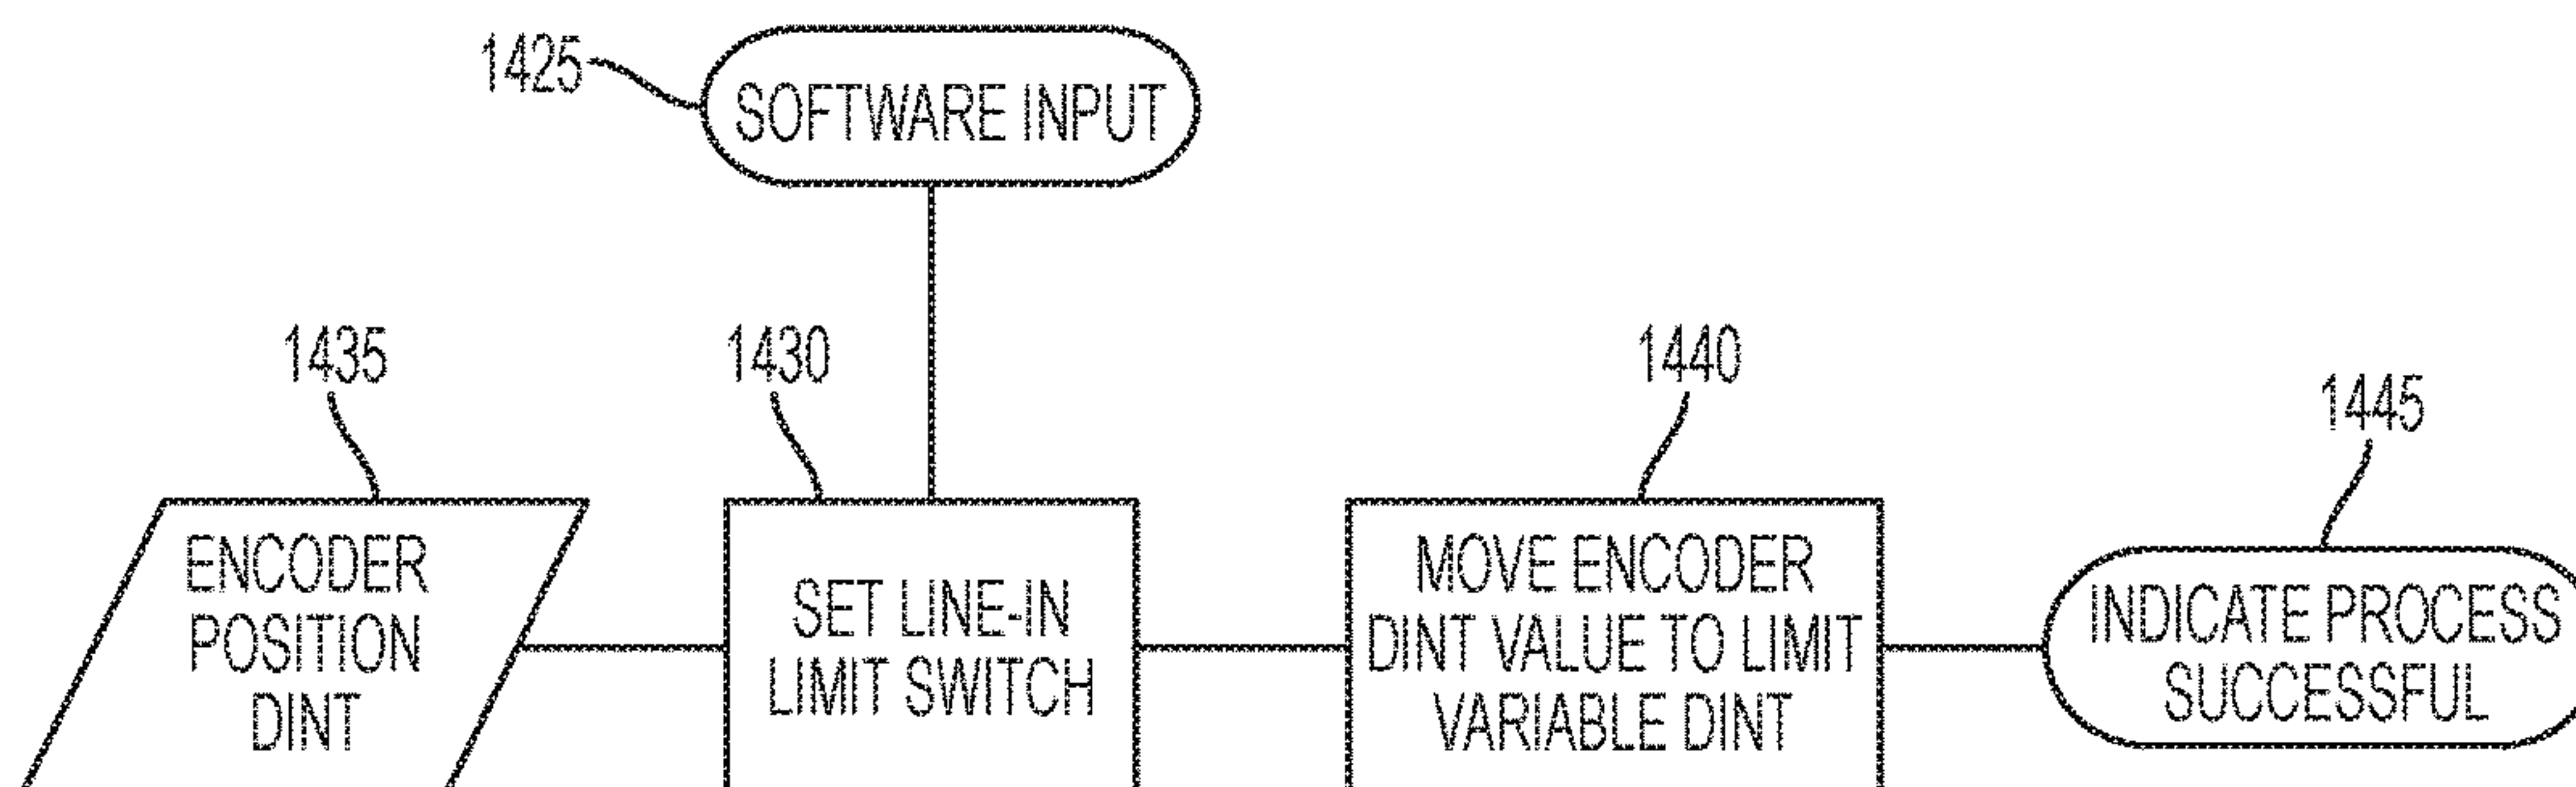 1425
SOFTWARE INPUT
1435
1430
1440
1445
ENCODER
POSITION
DINT
SET LINE-IN
LIMIT SWITCH
MOVE ENCODER
DINT VALUE TO LIMIT
VARIABLE DINT
INDICATE PROCESS
SUCCESSFUL